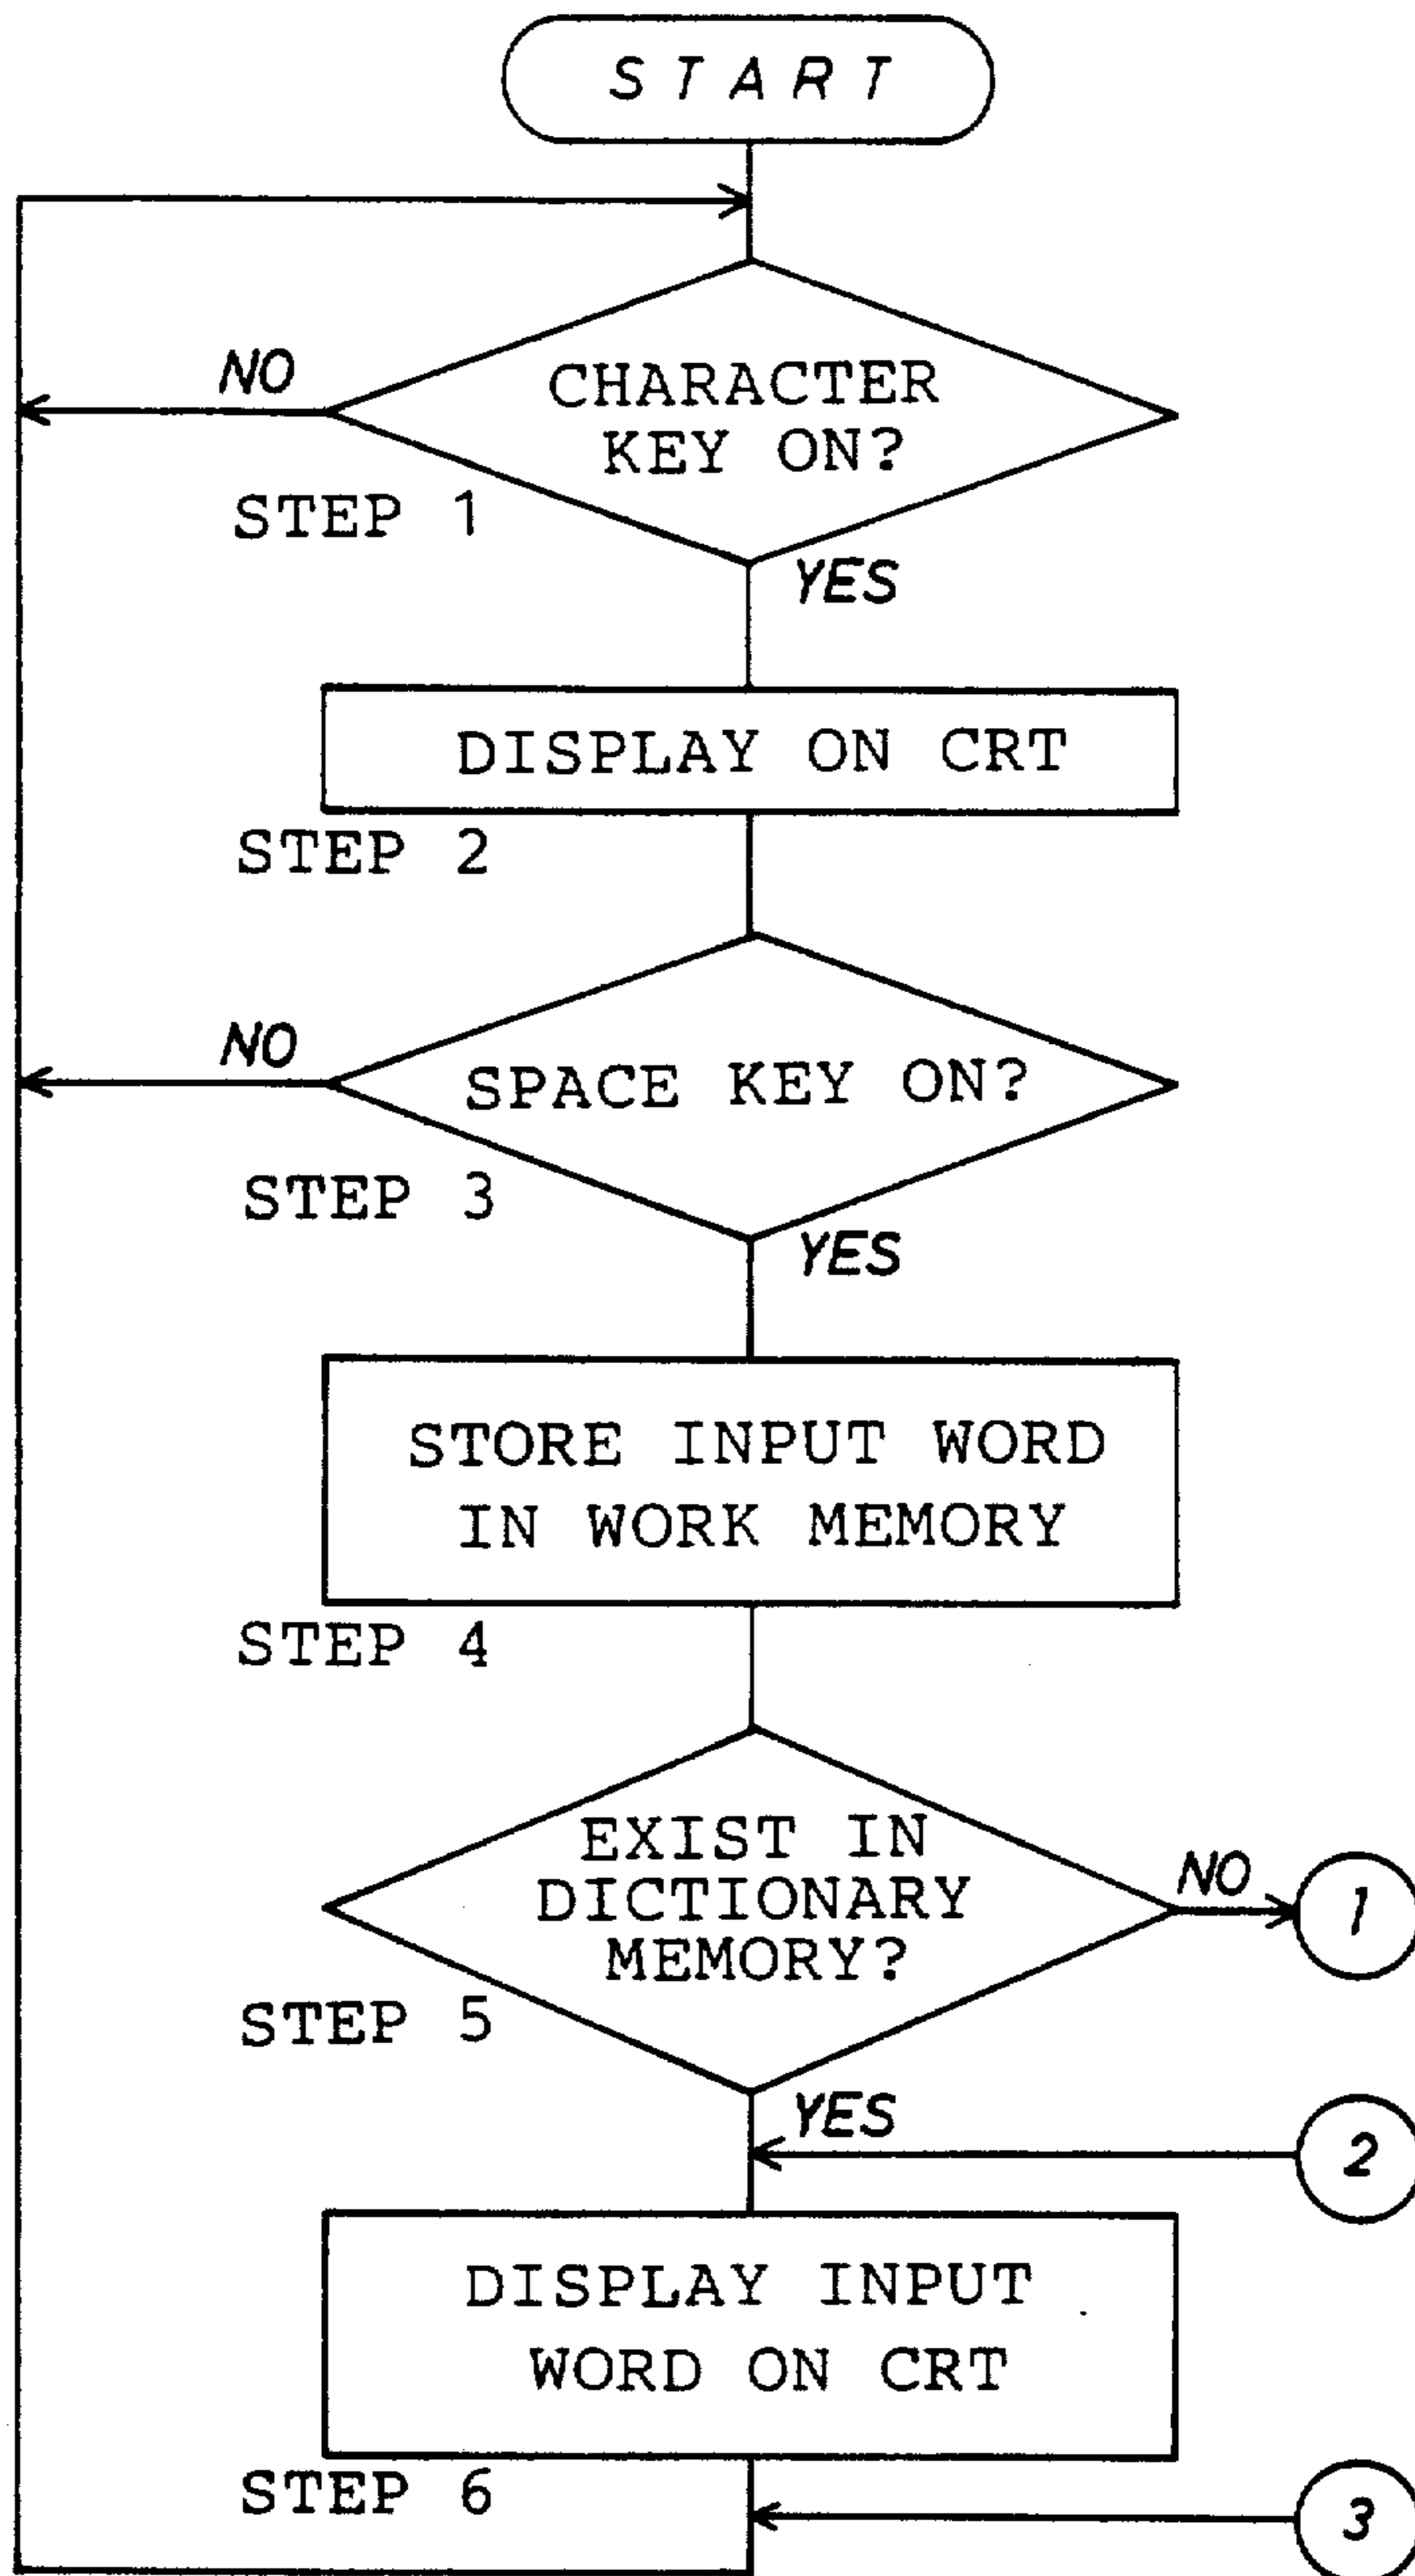 START
NO
CHARACTER
KEY ON?
STEP 1
YES
DISPLAY ON CRT
STEP 2
NO
SPACE KEY ON?
STEP 3
YES
STORE INPUT WORD
IN WORK MEMORY
STEP 4
EXIST IN
DICTIONARY
MEMORY?
NO
1
STEP 5
YES
2
DISPLAY INPUT
WORD ON CRT
STEP 6
3